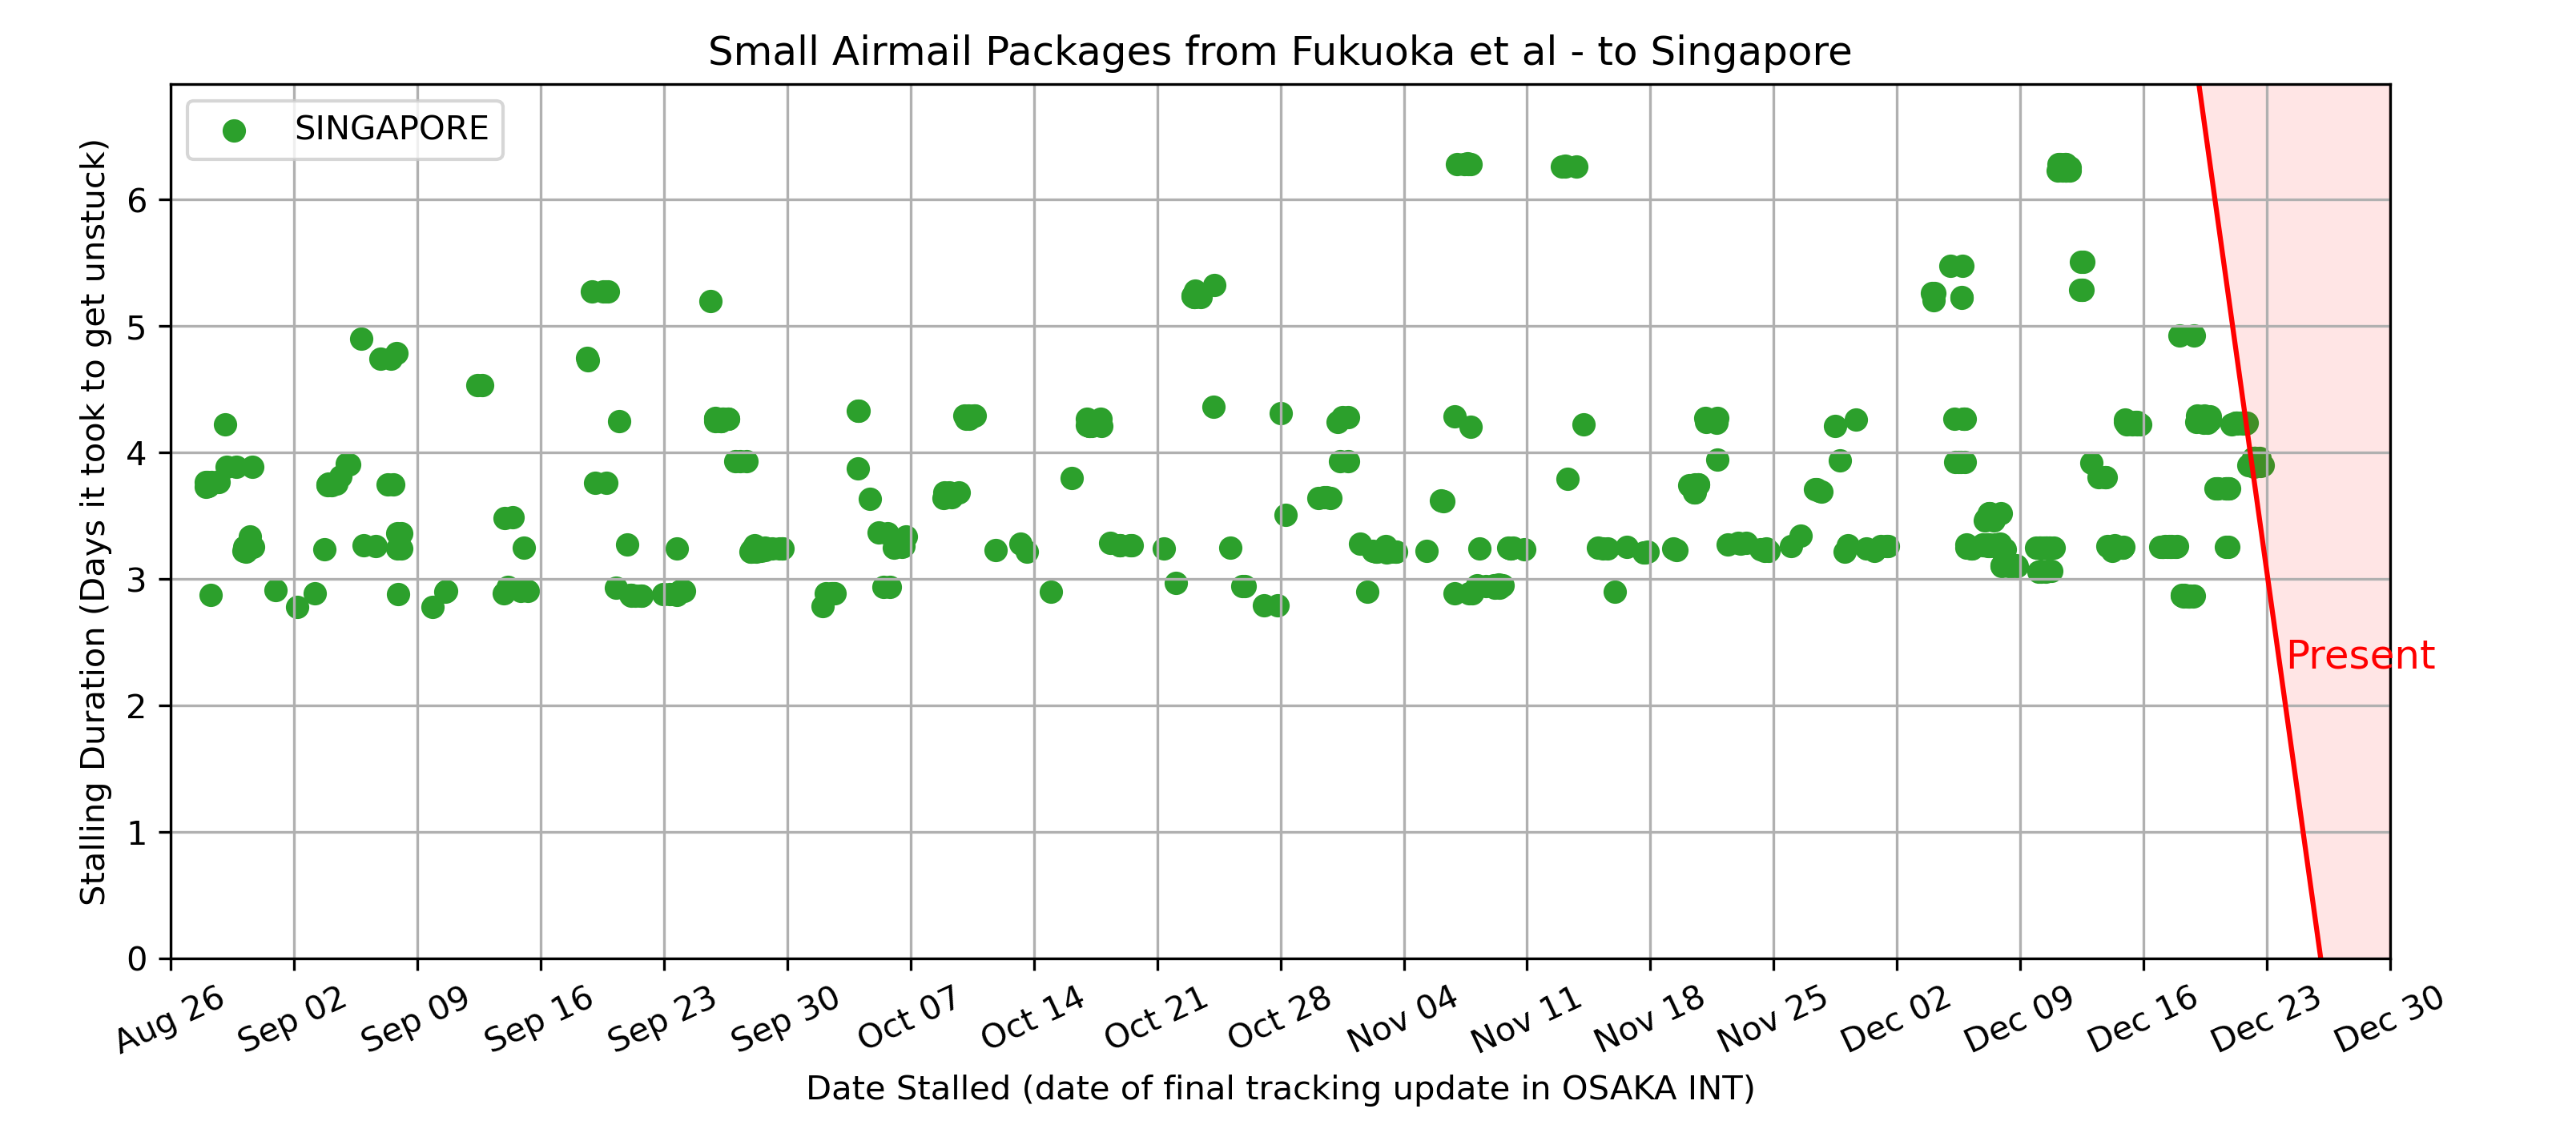 Small Airmail Packages from Fukuoka et al - to Singapore
SINGAPORE
Stalling Duration (Days it took to get unstuck)
6
5
4
3
2
1
0
Present
Aug 26
Sep 02
Sep 09
Sep 16
Sep 23
Sep 30
Oct 07
Oct 14
Oct 21
Oct 28
Nov 04
Nov 11
Nov 18
Nov 25
Dec 02
Dec 09
Dec 16
Dec 23
Dec 30
Date Stalled (date of final tracking update in OSAKA INT)